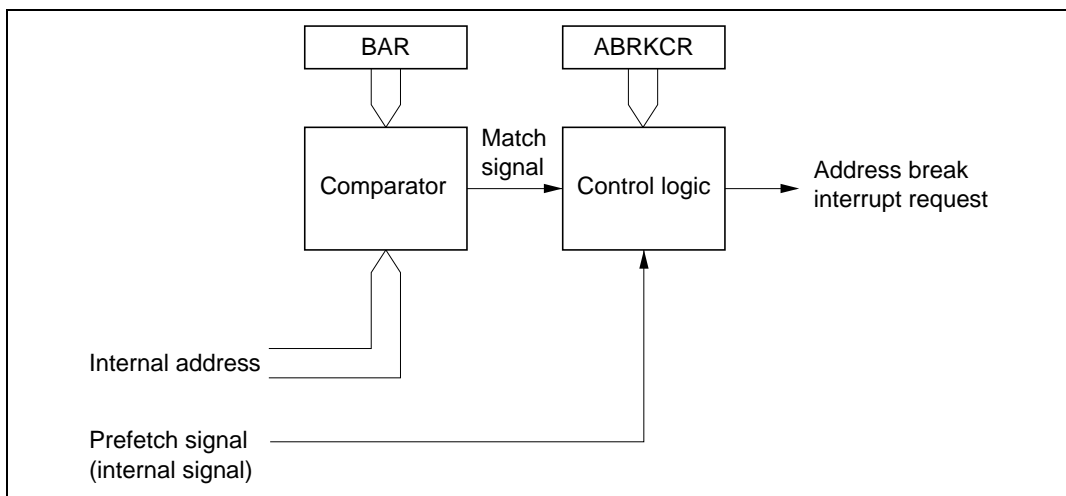 BAR
ABRKCR
Match
signal
Comparator
Control logic
Address break
interrupt request
Internal address
Prefetch signal
(internal signal)